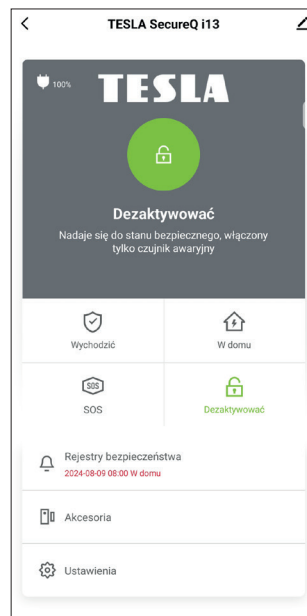 TESLA SecureQ i13
100%
TESLA
Dezaktywować
Nadaje się do stanu bezpiecznego, włączony
tylko czujnik awaryjny
Wychodzić
W domu
SOS
SOS
Dezaktywować
Rejestry bezpieczeństwa
2024-08-09 08:00 W domu
Akcesoria
Ustawienia